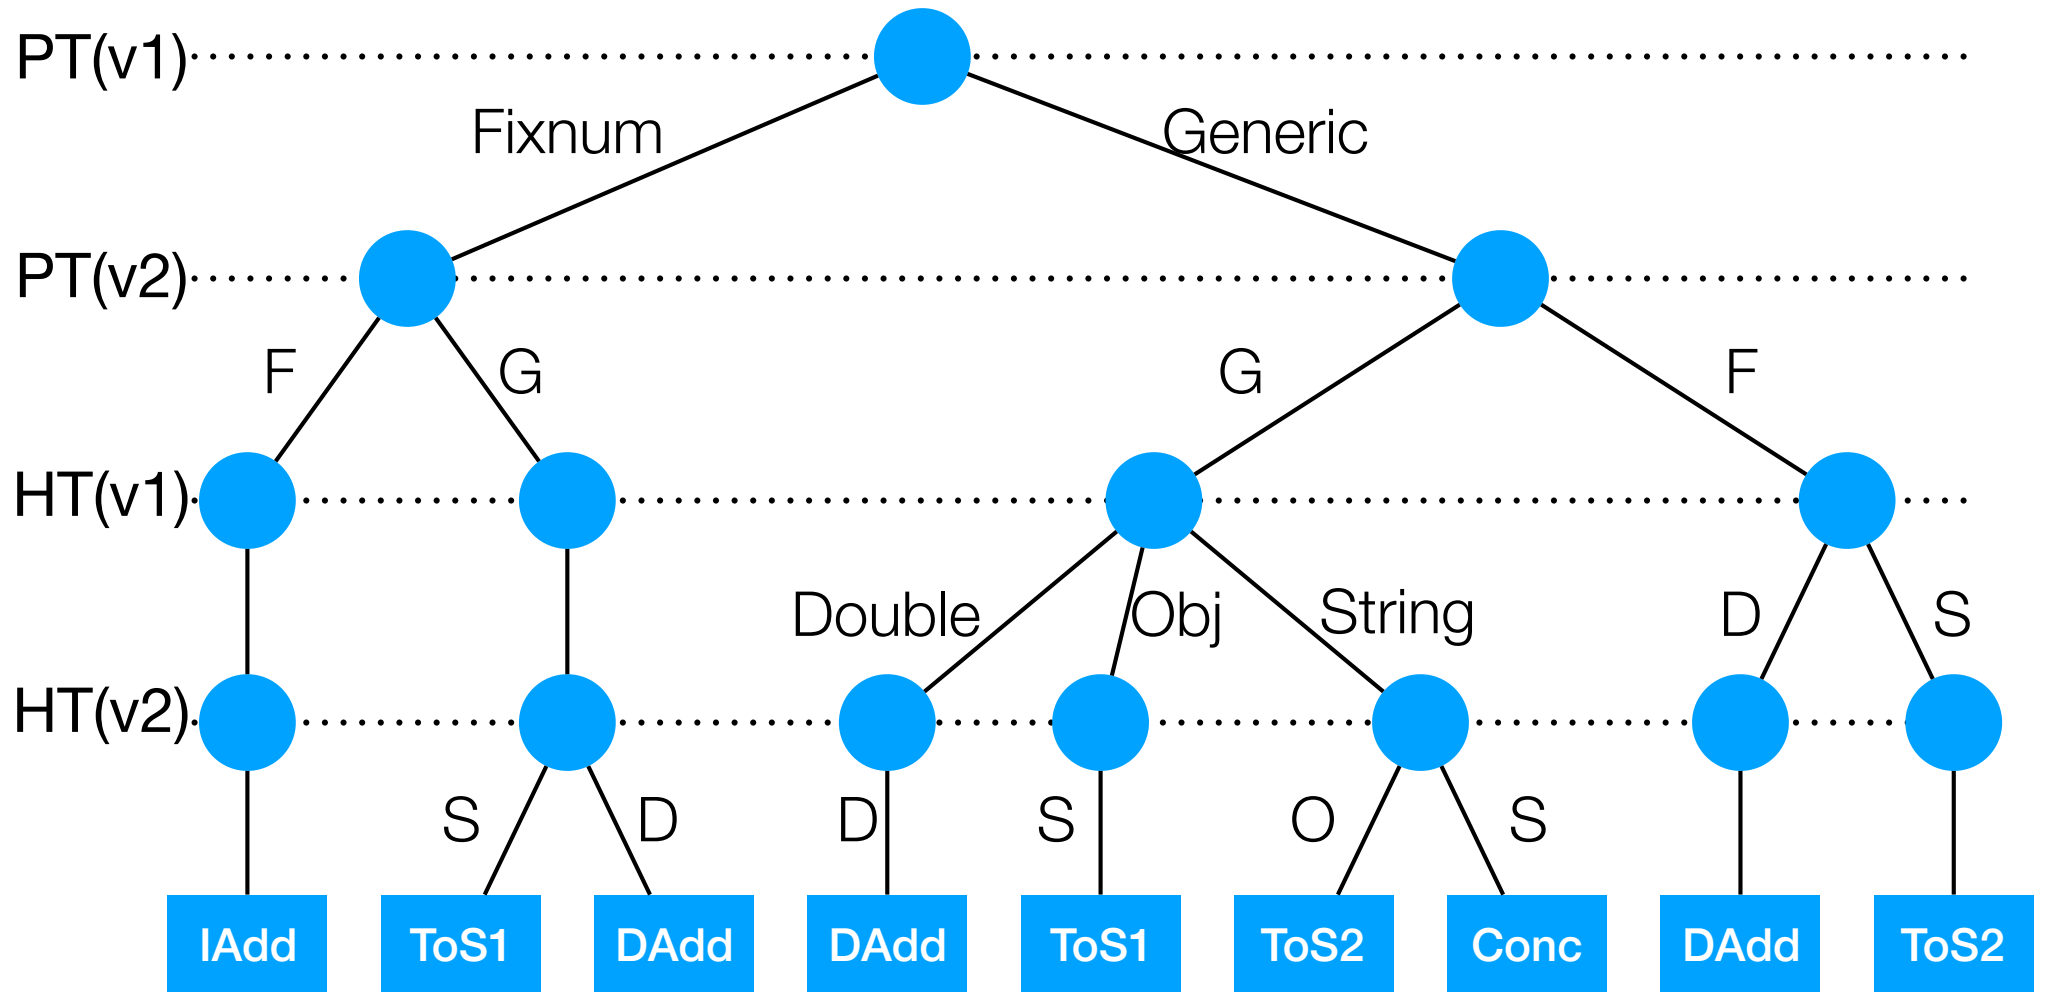 PT(v1)
Fixnum Generic
PT(v2)
F G G F
HT(v1)
Double Obj String D S
HT(v2)
S D D S O S
IAdd ToS1 DAdd DAdd ToS1 ToS2 Conc DAdd ToS2